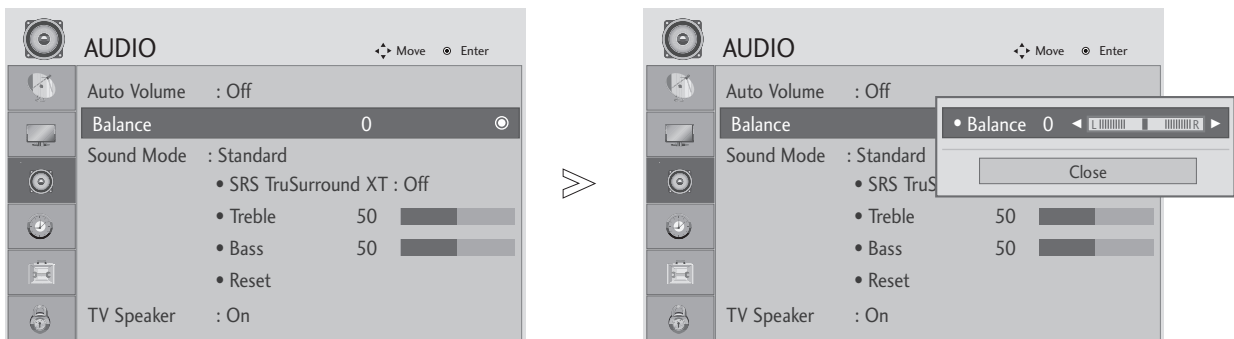 AUDIO
Move Enter
Auto Volume : Off
Balance 0
Sound Mode : Standard
• SRS TruSurround XT : Off
• Treble 50
• Bass 50
• Reset
TV Speaker : On
AUDIO
Move Enter
Auto Volume : Off
Balance
• Balance 0 ◄ L R ►
Sound Mode : Standard
Close
• SRS TruS
• Treble 50
• Bass 50
• Reset
TV Speaker : On